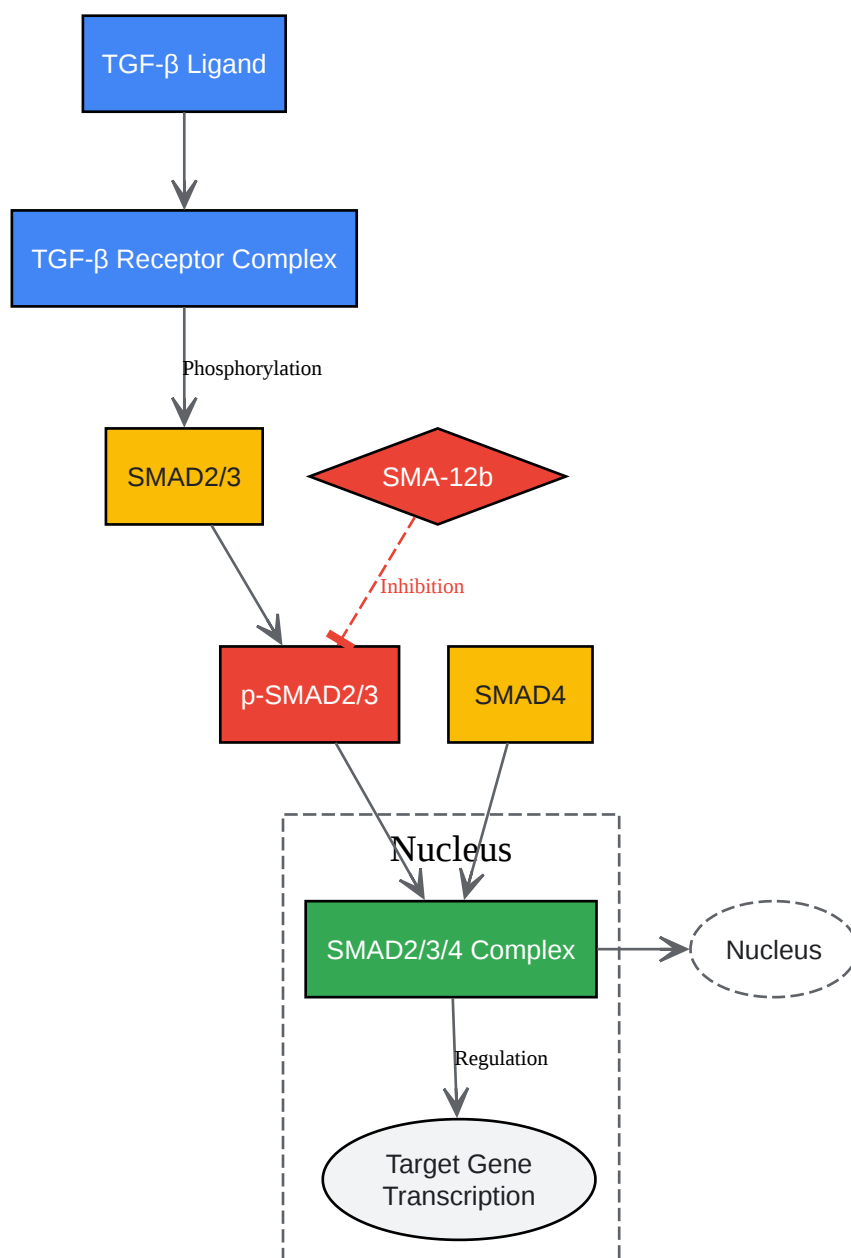 TGF-β Ligand
TGF-β Receptor Complex
Phosphorylation
SMAD2/3
SMA-12b
Inhibition
p-SMAD2/3
SMAD4
Nucleus
SMAD2/3/4 Complex
Nucleus
Regulation
Target Gene
Transcription